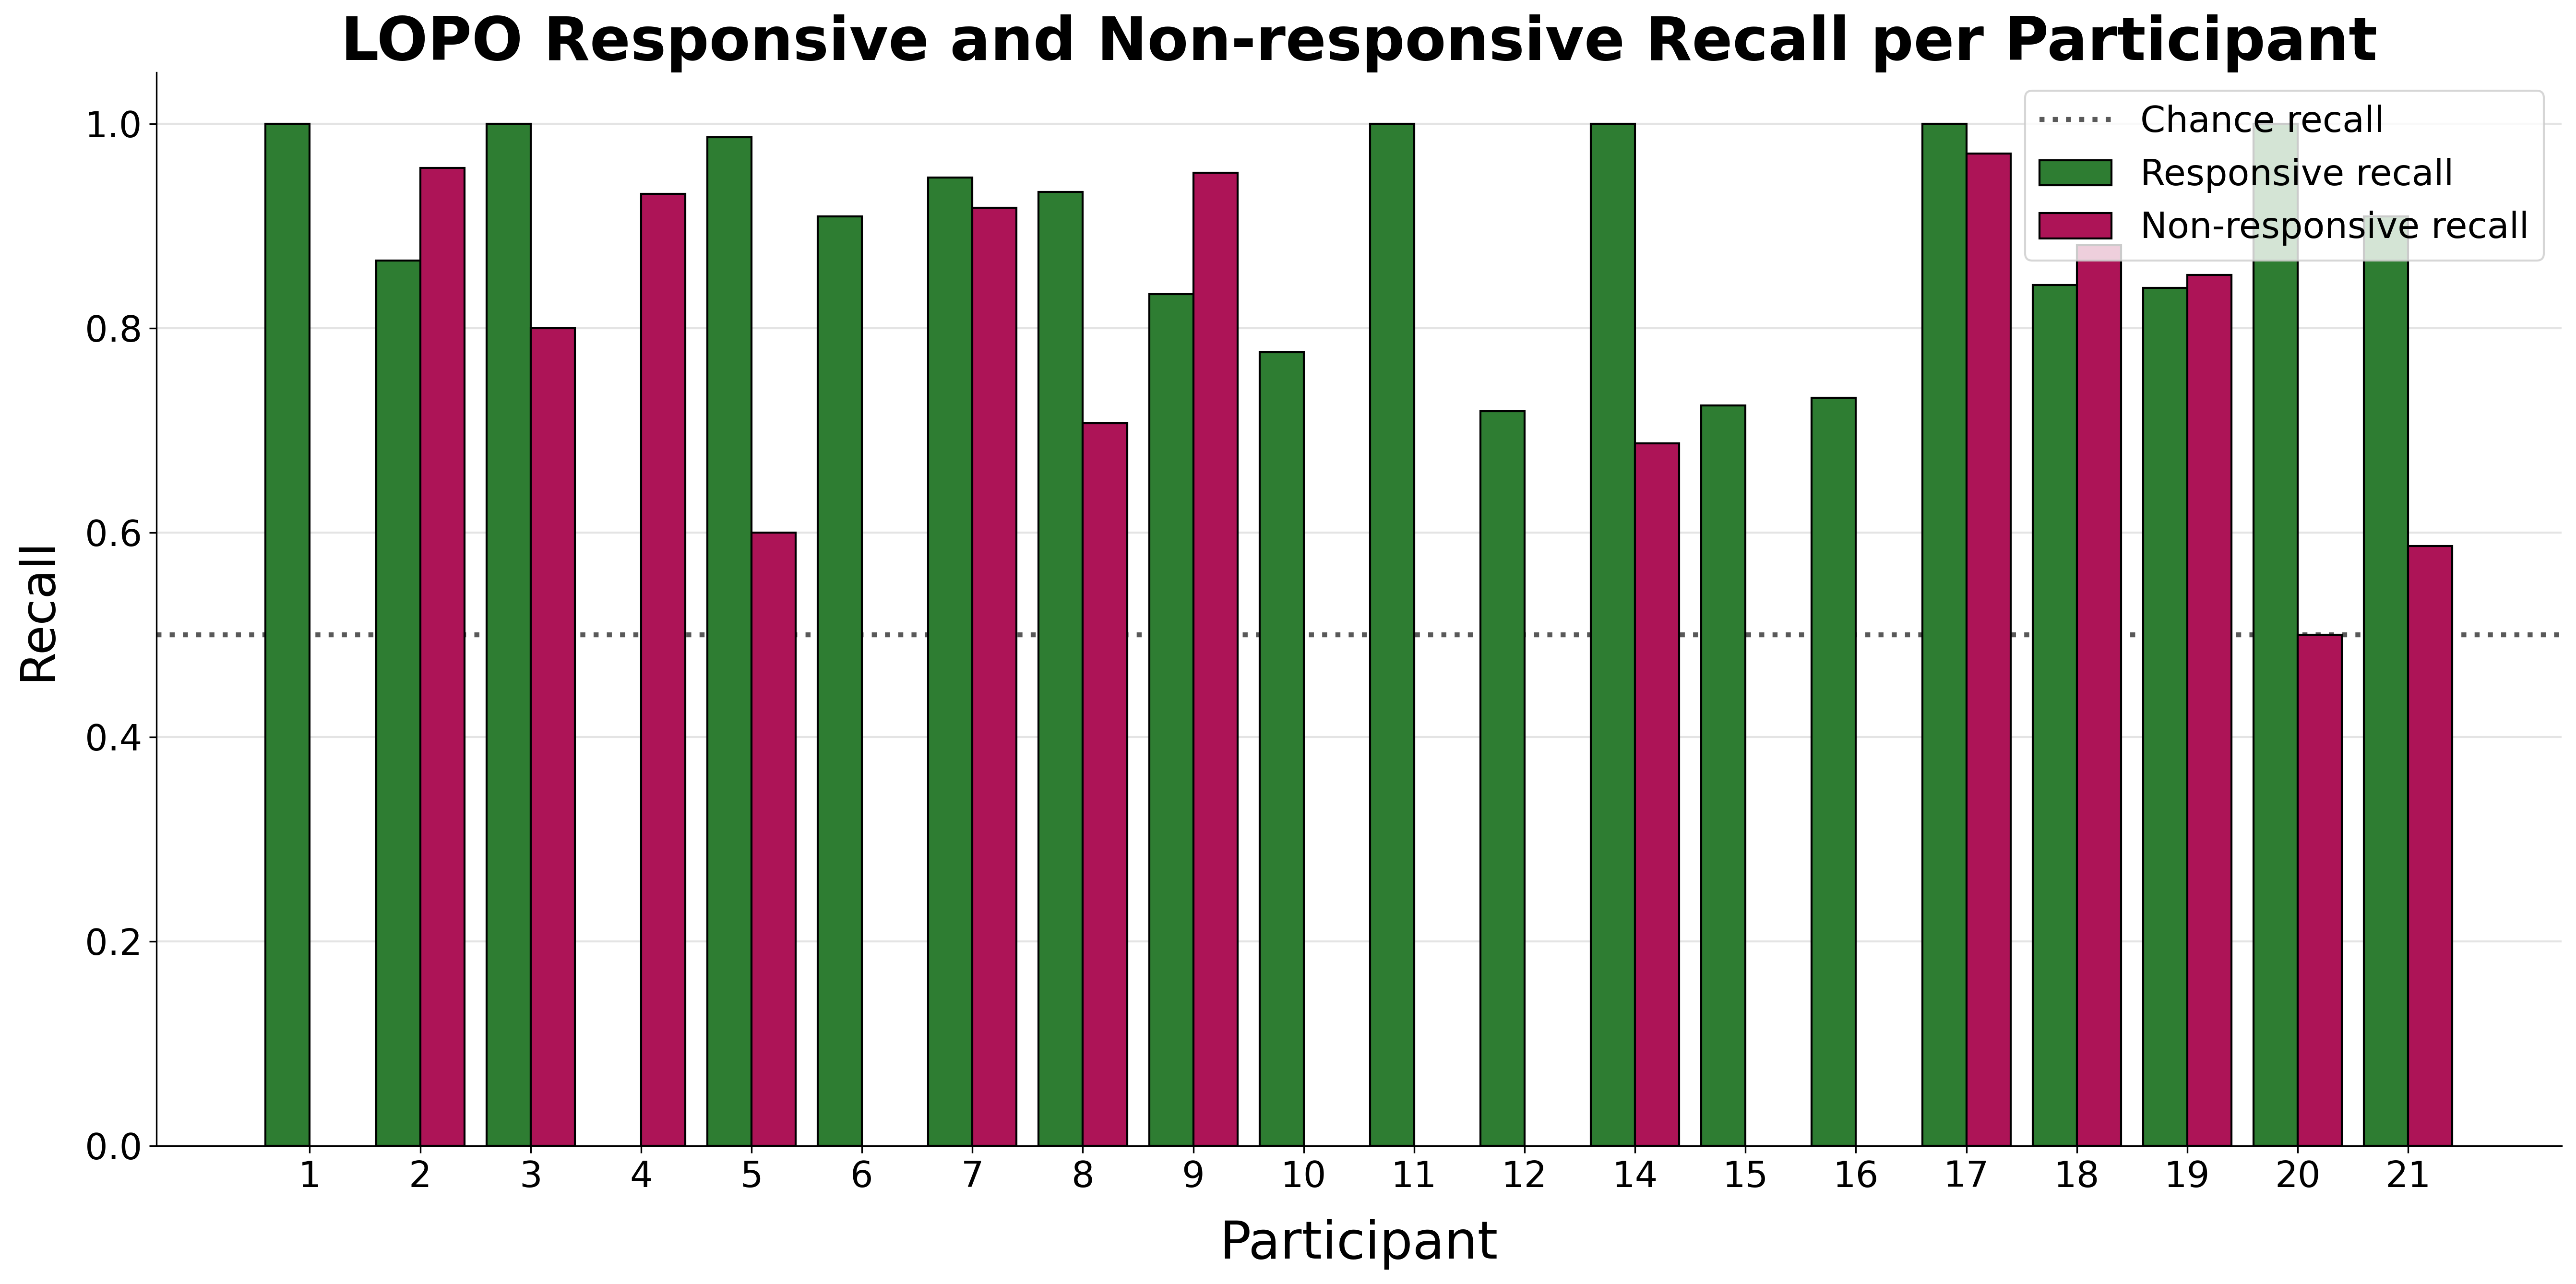 LOPO Responsive and Non-responsive Recall per Participant
Chance recall
Responsive recall
Non-responsive recall
1.0
0.8
0.6
0.4
0.2
0.0
Recall
1 2 3 4 5 6 7 8 9 10 11 12 14 15 16 17 18 19 20 21
Participant